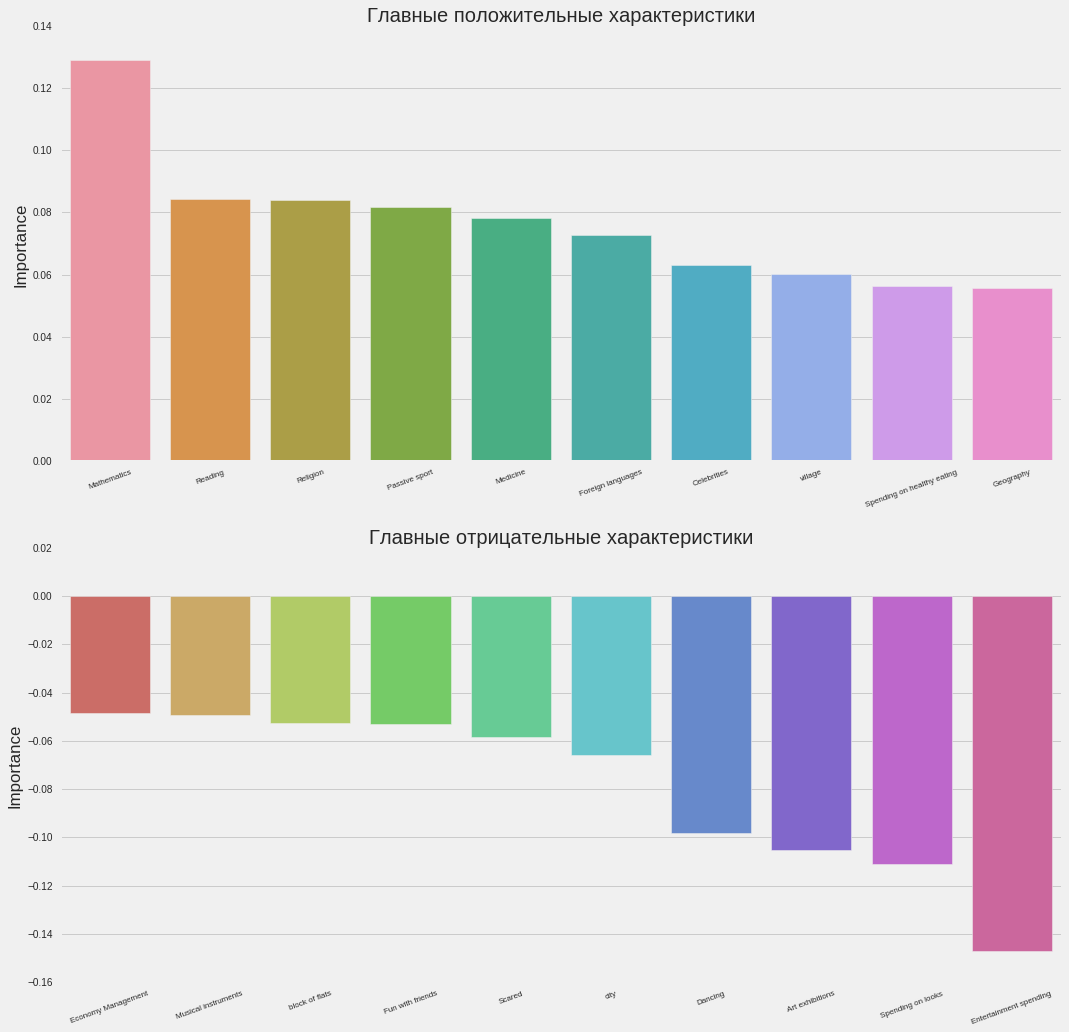 Главные положительные характеристики
0.14
0.12
0.10
0.08
0.06
0.04
0.02
0.00
Importance
Mathematics
Reading
Religion
Passive sport
Medicine
Foreign languages
Celebrities
village
Spending on healthy eating
Geography
Главные отрицательные характеристики
0.02
0.00
−0.02
−0.04
−0.06
−0.08
−0.10
−0.12
−0.14
−0.16
Importance
Economy Management
Musical instruments
block of flats
Fun with friends
Scared
city
Dancing
Art exhibitions
Spending on looks
Entertainment spending